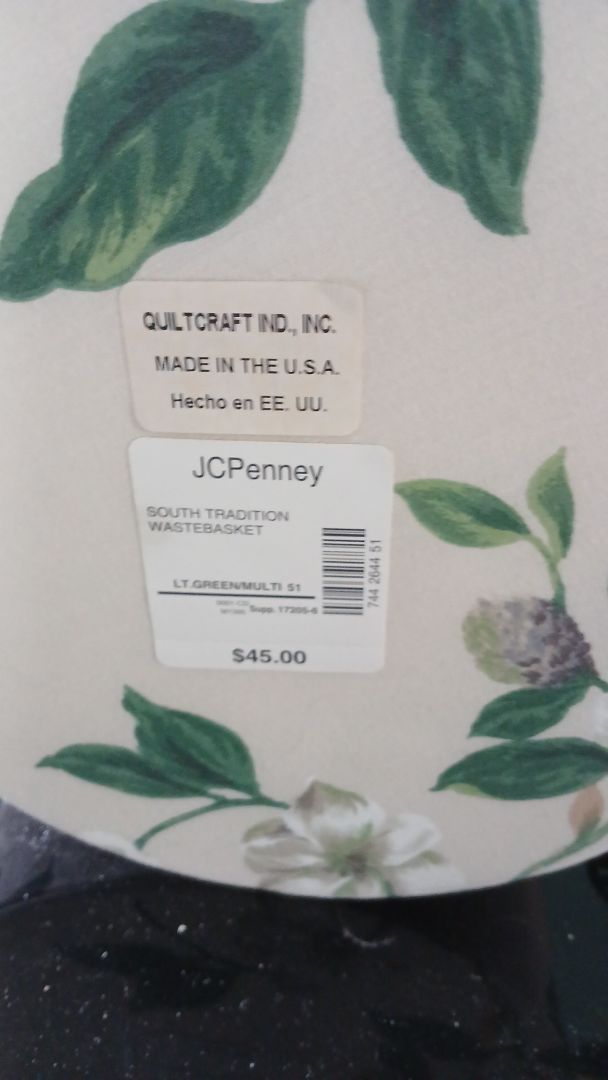 QUILTCRAFT IND., INC.
MADE IN THE U.S.A.
Hecho en EE. UU.
JCPenney
SOUTH TRADITION
WASTEBASKET
744 2644 51
LT.GREEN/MULTI 51
Supp. 17205-6
$45.00